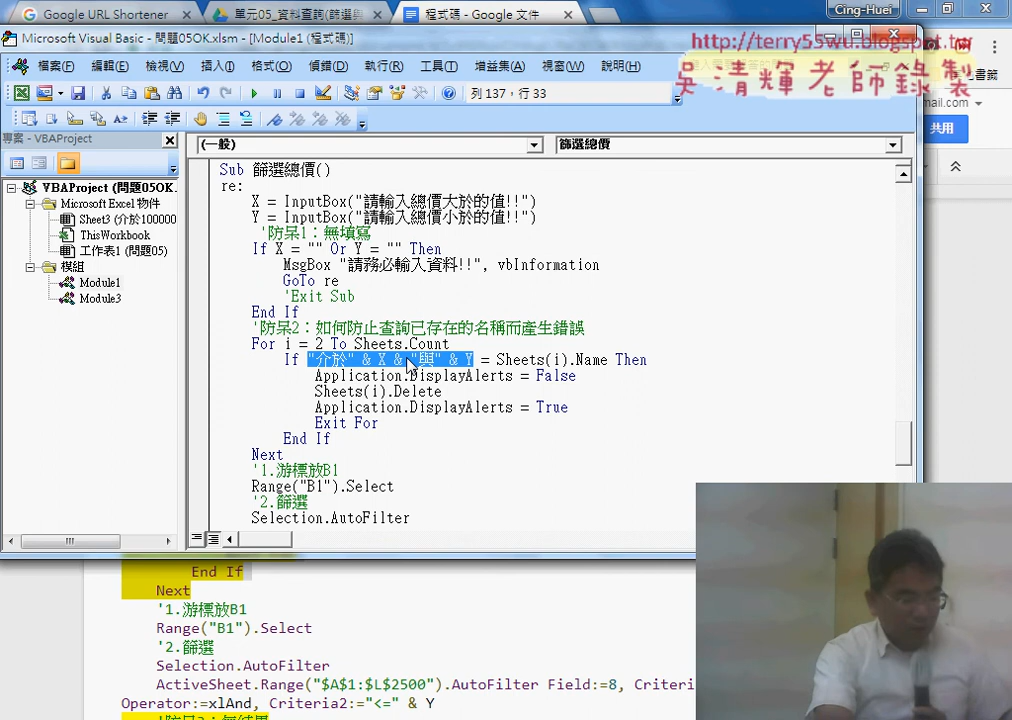 Google URL Shortener
單元05_資料查詢(篩選與
程式碼 - Google 文件
Cing-Huei
Microsoft Visual Basic - 問題05OK.xlsm - [Module1 (程式碼)]
http://terry55wu.blogspot.tw
吳清輝老師錄製
檔案(F) 編輯(E) 檢視(V) 插入(I) 格式(O) 偵錯(D) 執行(R) 工具(T) 增益集(A) 視窗(W) 說明(H)
書籤
列 137, 行 33
mail.com
共用
專案 - VBAProject
(一般)
篩選總價
VBAProject (問題05OK.
Microsoft Excel 物件
Sheet3 (介於100000
ThisWorkbook
工作表1 (問題05)
模組
Module1
Module3
Sub 篩選總價()
re:
X = InputBox("請輸入總價大於的值!!")
Y = InputBox("請輸入總價小於的值!!")
'防呆1：無填寫
If X = "" Or Y = "" Then
MsgBox "請務必輸入資料!!", vbInformation
GoTo re
'Exit Sub
End If
'防呆2：如何防止查詢已存在的名稱而產生錯誤
For i = 2 To Sheets.Count
If "介於" & X & "與" & Y = Sheets(i).Name Then
Application.DisplayAlerts = False
Sheets(i).Delete
Application.DisplayAlerts = True
Exit For
End If
Next
'1.游標放B1
Range("B1").Select
'2.篩選
Selection.AutoFilter
End If
Next
'1.游標放B1
Range("B1").Select
'2.篩選
Selection.AutoFilter
ActiveSheet.Range("$A$1:$L$2500").AutoFilter Field:=8, Criteri
Operator:=xlAnd, Criteria2:="<=" & Y